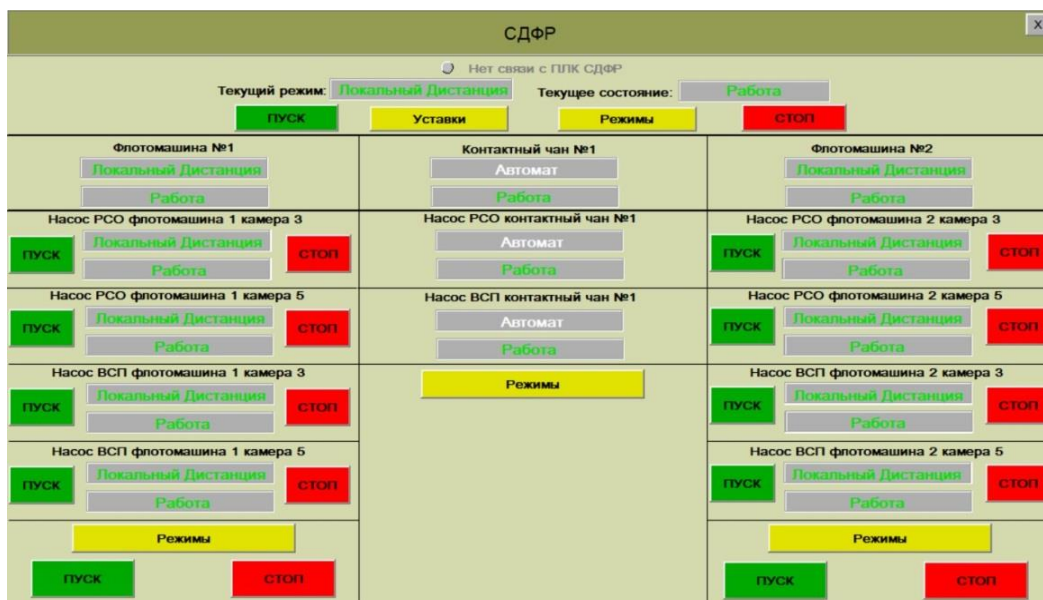 СДФР
X
Нет связи с ПЛК СДФР
Текущий режим: Локальный Дистанция Текущее состояние: Работа
ПУСК Уставки Режимы СТОП
Флотомашина №1
Локальный Дистанция
Работа
Контактный чан №1
Автомат
Работа
Флотомашина №2
Локальный Дистанция
Работа
Насос РСО флотомашина 1 камера 3
ПУСК Локальный Дистанция СТОП
Работа
Насос РСО флотомашина 1 камера 5
ПУСК Локальный Дистанция СТОП
Работа
Насос ВСП флотомашина 1 камера 3
ПУСК Локальный Дистанция СТОП
Работа
Насос ВСП флотомашина 1 камера 5
ПУСК Локальный Дистанция СТОП
Работа
Режимы
ПУСК СТОП
Насос РСО контактный чан №1
Автомат
Работа
Насос ВСП контактный чан №1
Автомат
Работа
Режимы
Насос РСО флотомашина 2 камера 3
ПУСК Локальный Дистанция СТОП
Работа
Насос РСО флотомашина 2 камера 5
ПУСК Локальный Дистанция СТОП
Работа
Насос ВСП флотомашина 2 камера 3
ПУСК Локальный Дистанция СТОП
Работа
Насос ВСП флотомашина 2 камера 5
ПУСК Локальный Дистанция СТОП
Работа
Режимы
ПУСК СТОП